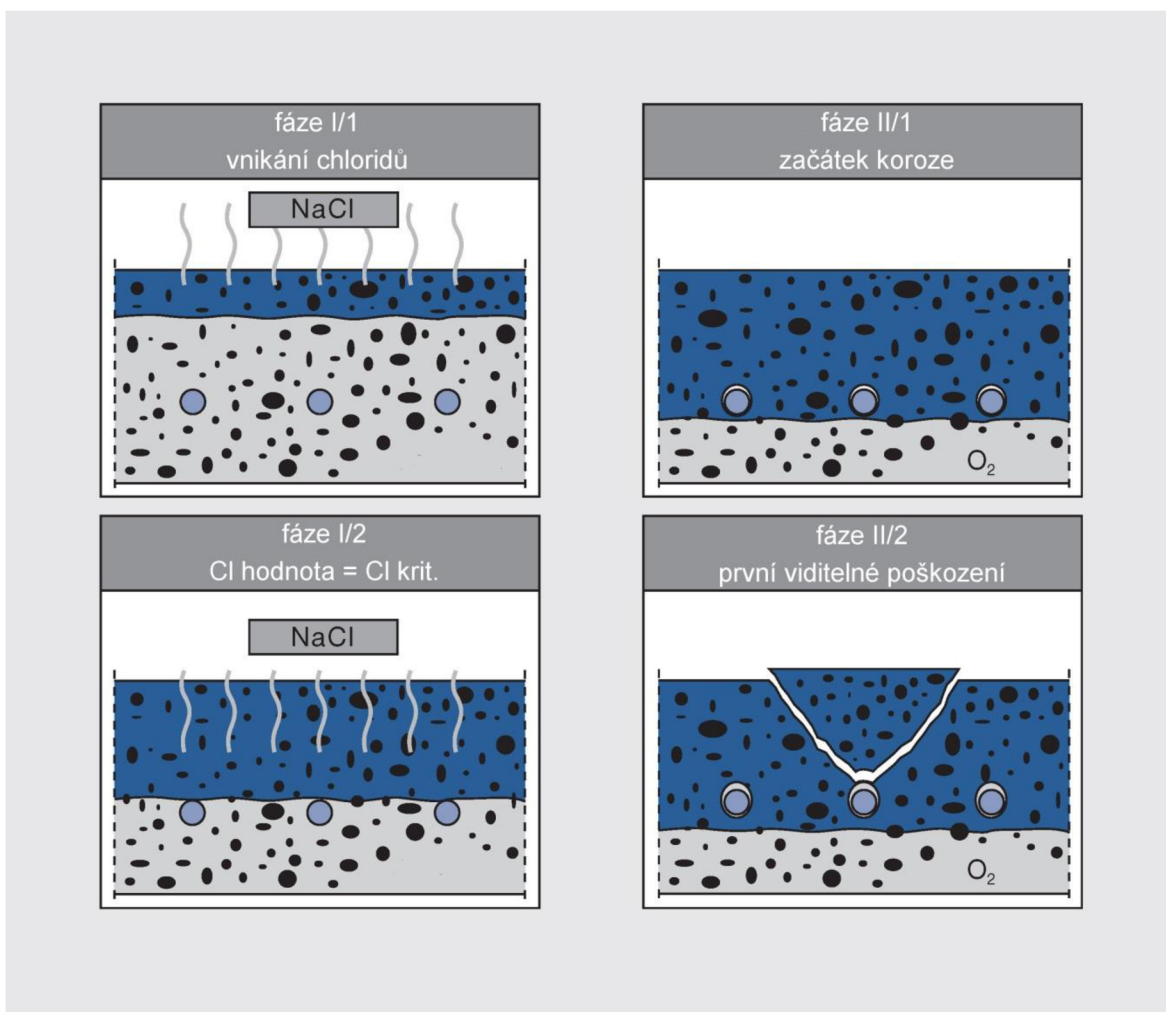 fáze I/1
vnikání chloridů
NaCl
fáze II/1
začátek koroze
O₂
fáze I/2
Cl hodnota = Cl krit.
NaCl
fáze II/2
první viditelné poškození
O₂